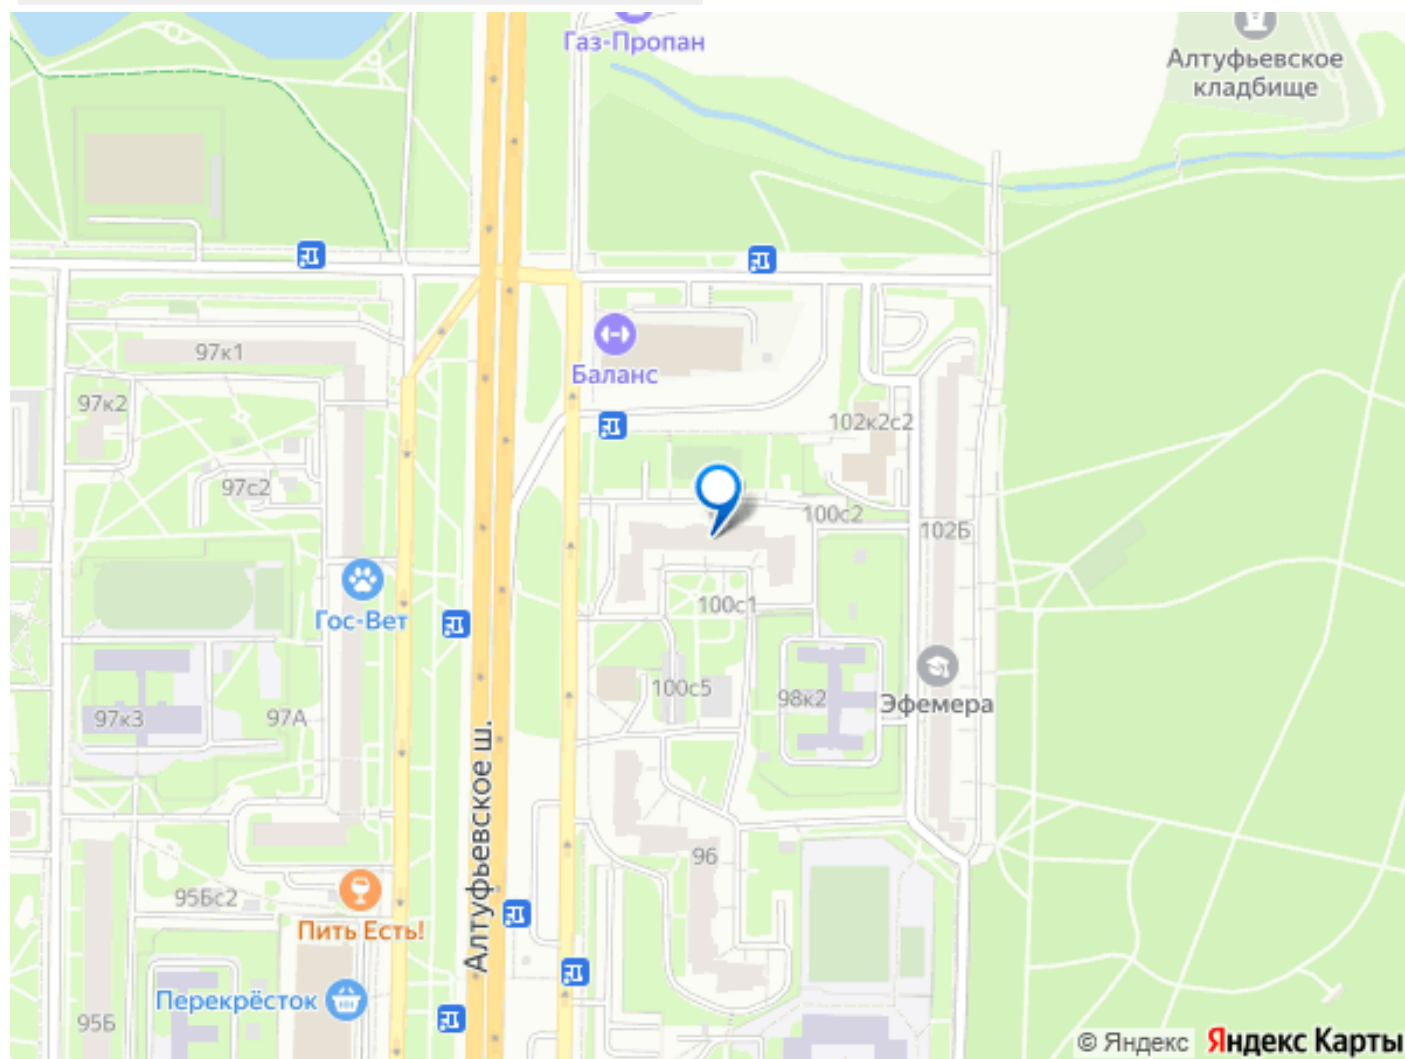 Газ-Пропан
Алтуфьевское
кладбище
97к1
Баланс
97к2
102к2с2
97с2
100с2
102Б
Гос-Вет
100с1
100с5
98к2
Эфемера
97к3
97А
Алтуфьевское ш.
96
95Бс2
Пить Есть!
Перекрёсток
95Б
© Яндекс Яндекс Карты